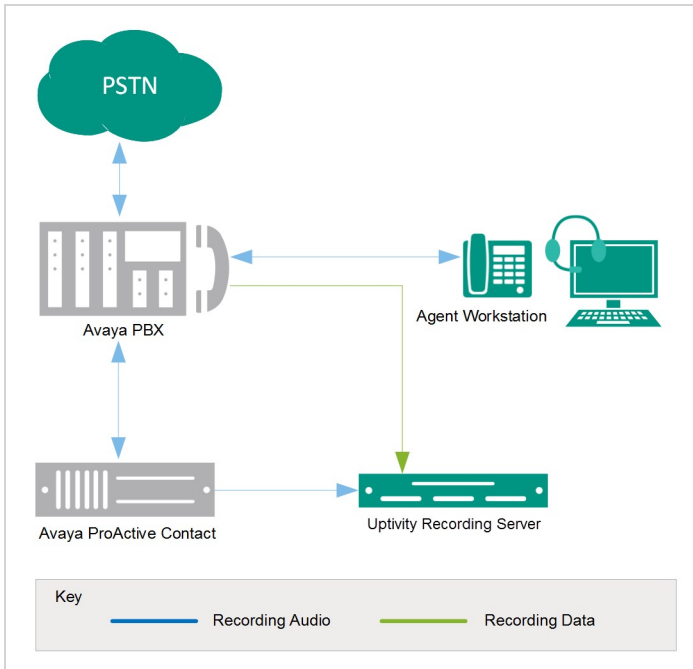 PSTN
Avaya PBX
Agent Workstation
Avaya ProActive Contact
Uptivity Recording Server
Key
Recording Audio
Recording Data